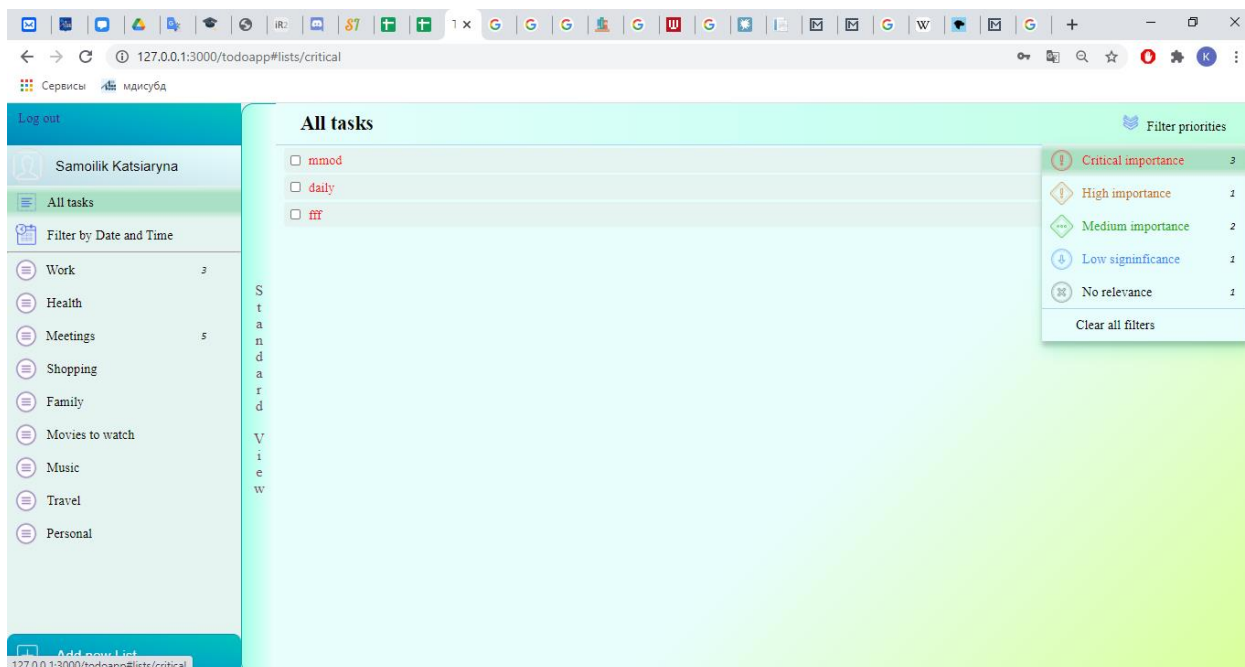 127.0.0.1:3000/todoapp#lists/critical
Сервисы мдисубд
Log out
Samoilik Katsiaryna
All tasks
Filter by Date and Time
Work 3
Health
Meetings 5
Shopping
Family
Movies to watch
Music
Travel
Personal
Add new List
127.0.0.1:3000/todoapp#lists/critical
Standard View
All tasks
mmod
daily
fff
Filter priorities
Critical importance 3
High importance 1
Medium importance 2
Low signinficance 1
No relevance 1
Clear all filters